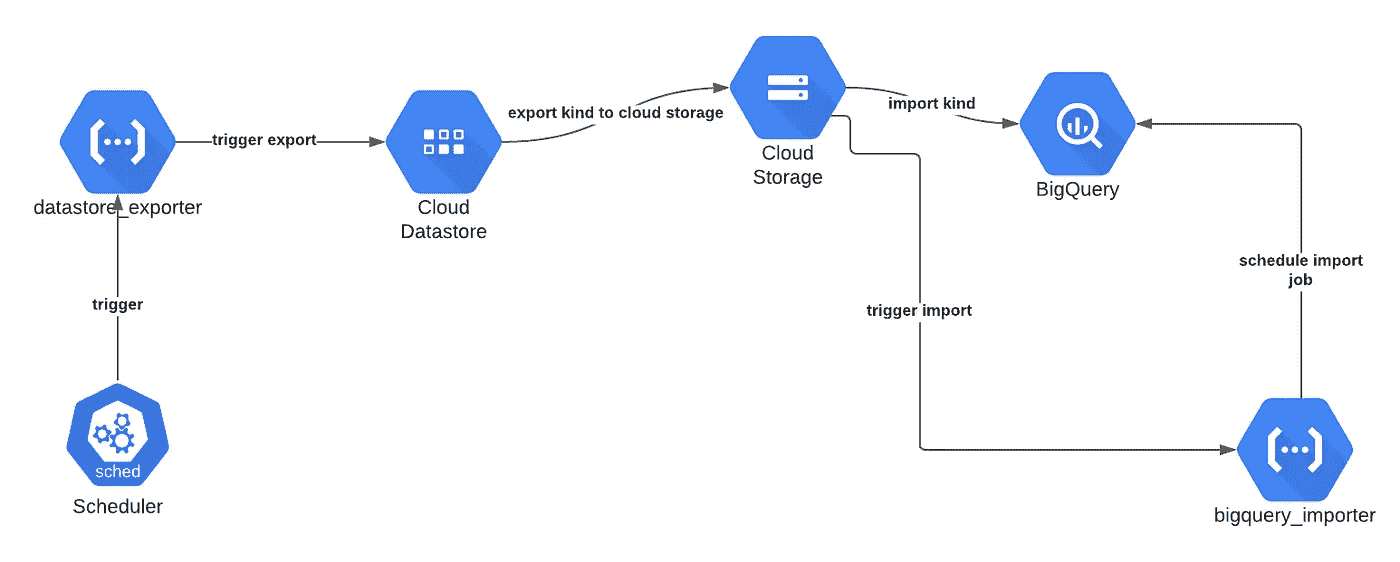 export kind to cloud storage
import kind
trigger export
Cloud
Storage
BigQuery
datastore_exporter
Cloud
Datastore
schedule import
job
trigger
trigger import
sched
Scheduler
bigquery_importer